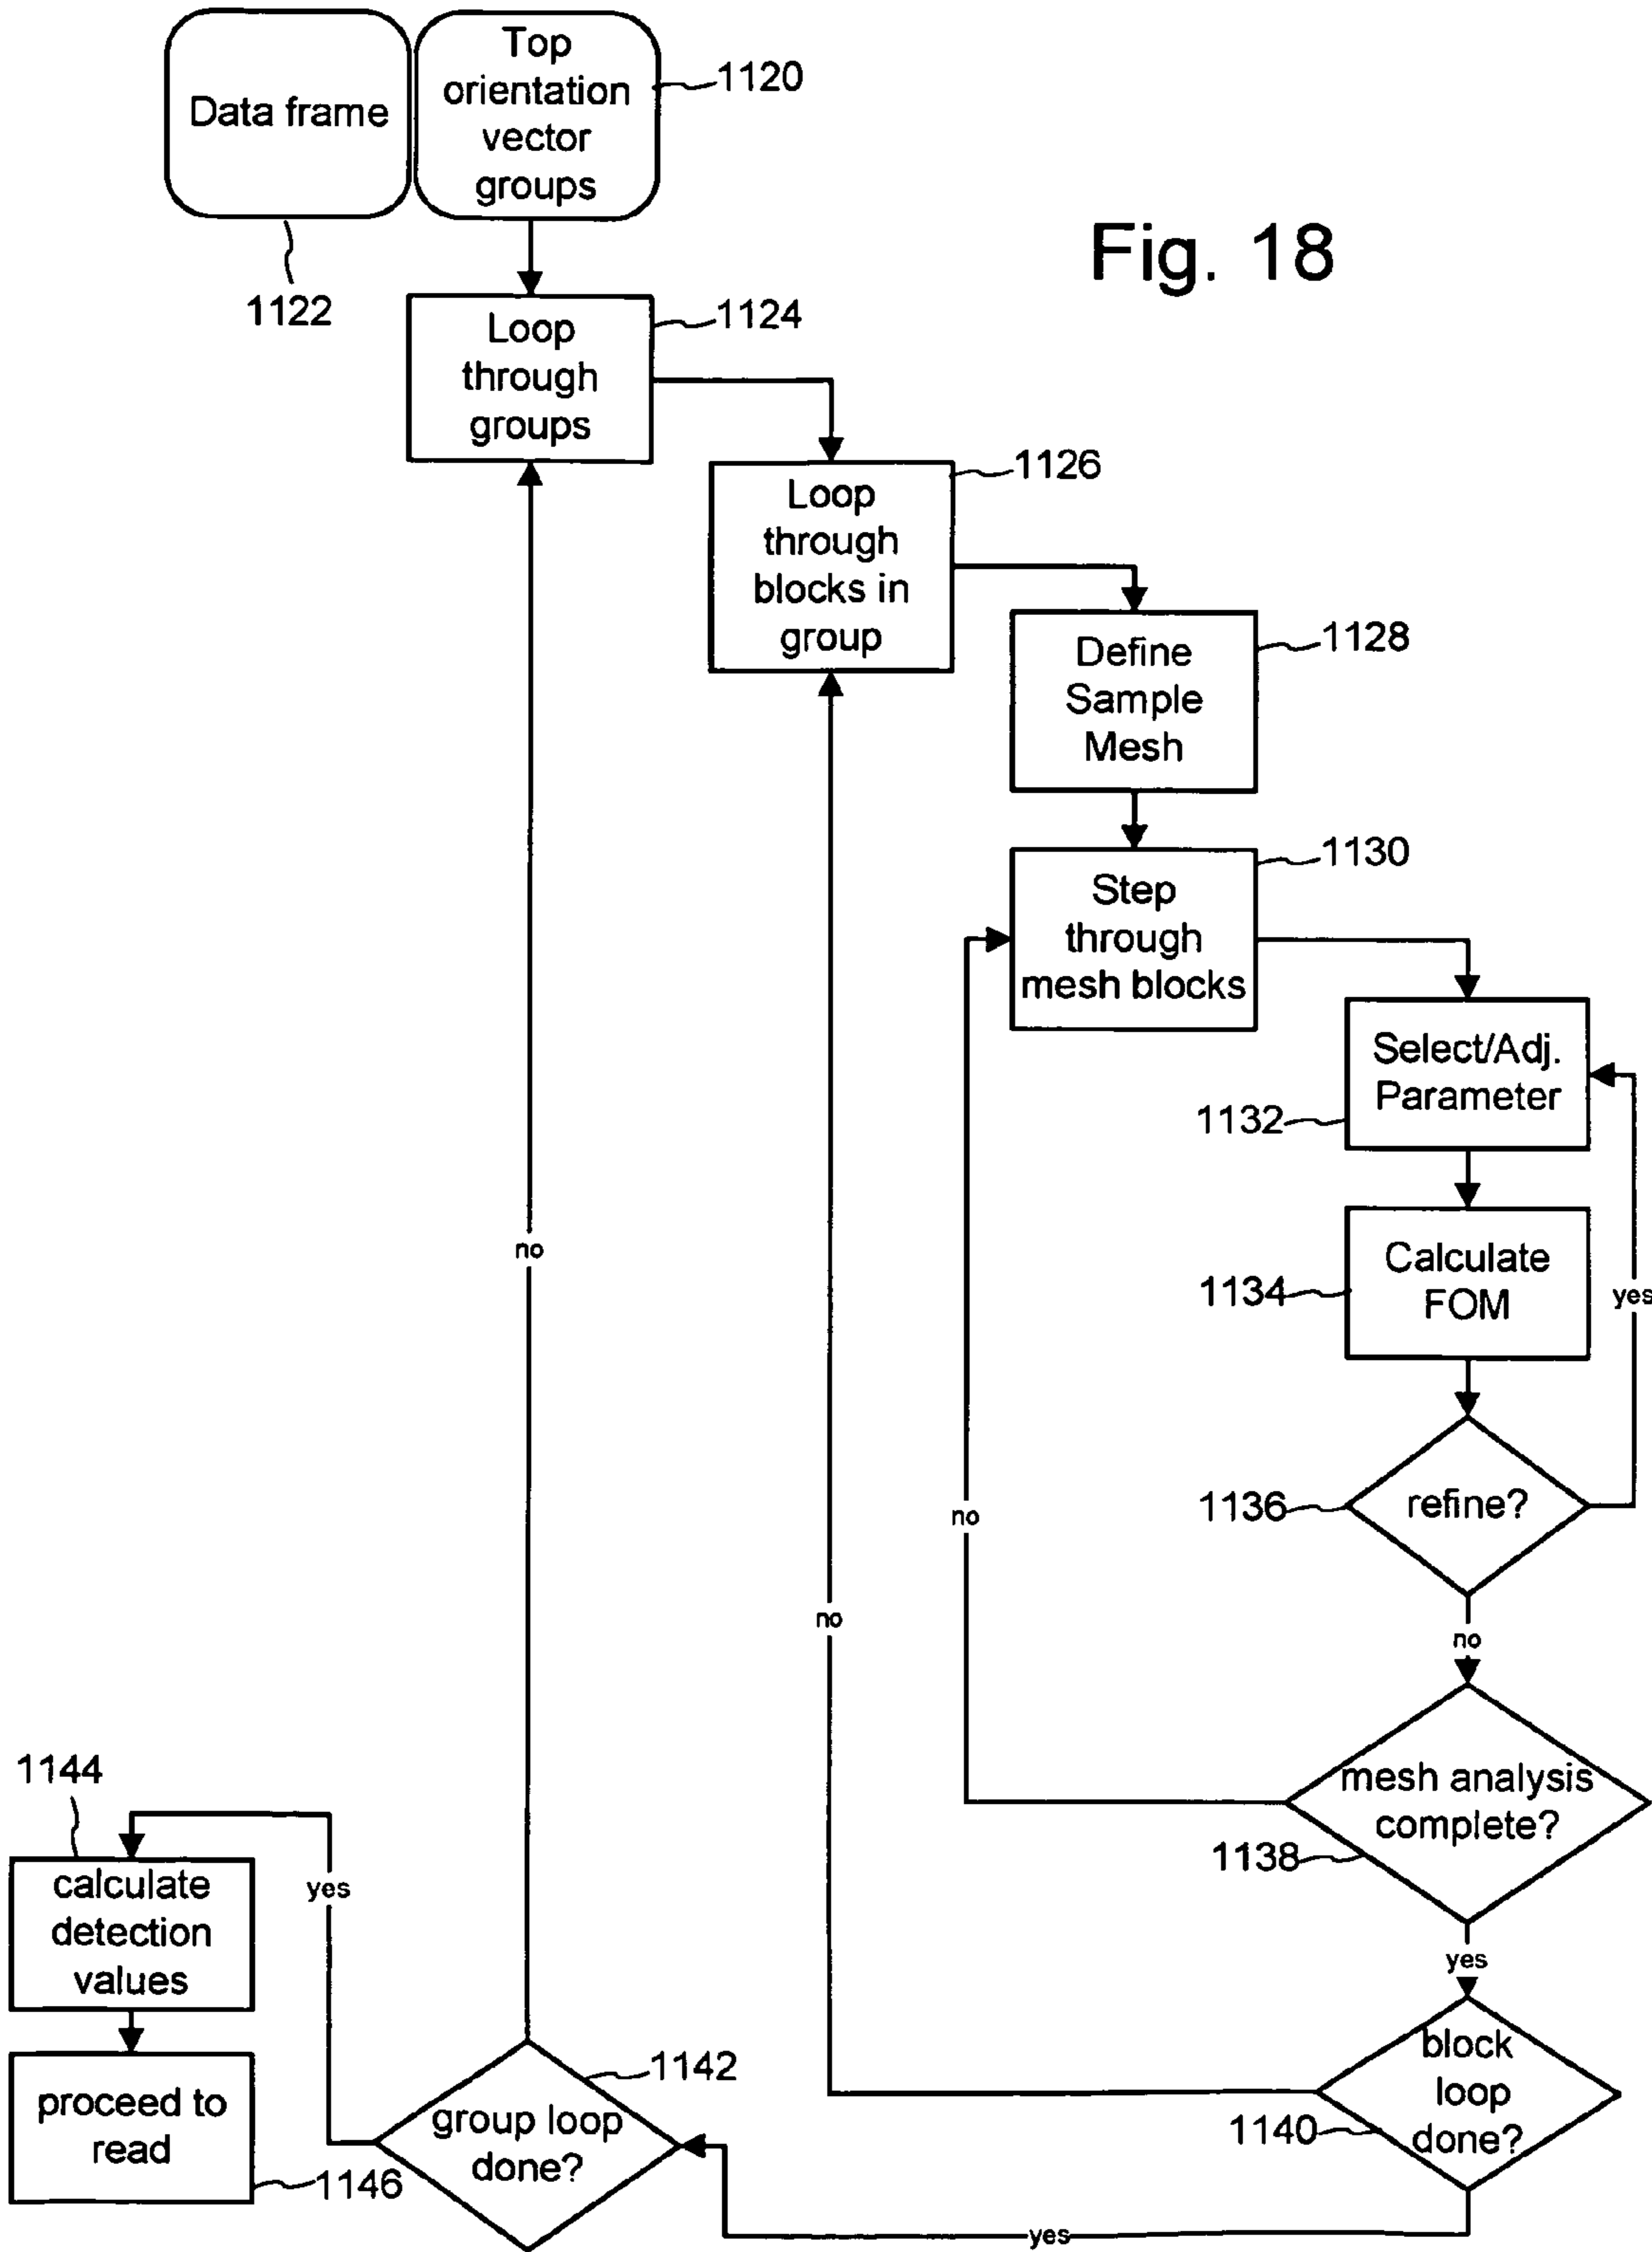 Data frame
Top
orientation
vector
groups
1120
1122
Fig. 18
Loop
through
groups
1124
Loop
through
blocks in
group
1126
Define
Sample
Mesh
1128
Step
through
mesh blocks
1130
Select/Adj.
Parameter
1132
Calculate
FOM
1134
yes
refine?
1136
no
no
no
no
mesh analysis
complete?
1138
yes
block
loop
done?
1140
yes
group loop
done?
1142
yes
1144
calculate
detection
values
proceed to
read
1146